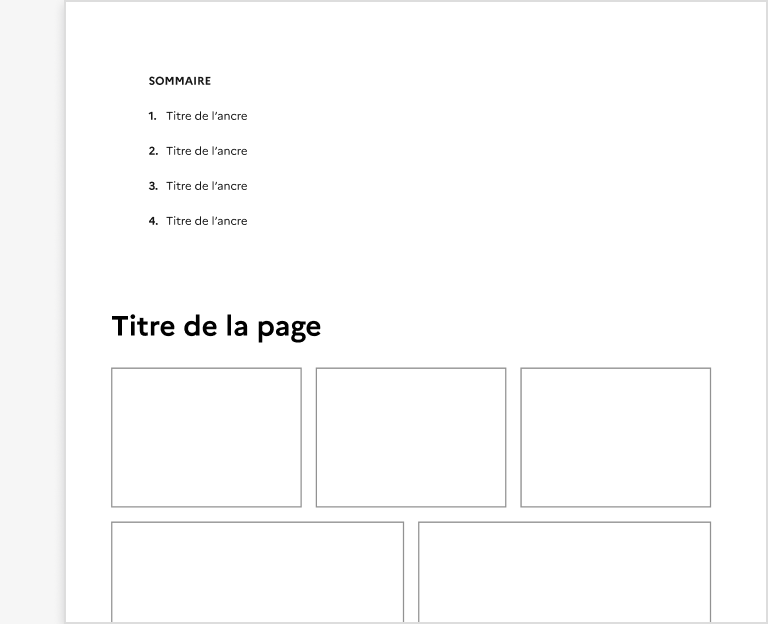 SOMMAIRE
1. Titre de l’ancre
2. Titre de l’ancre
3. Titre de l’ancre
4. Titre de l’ancre
Titre de la page